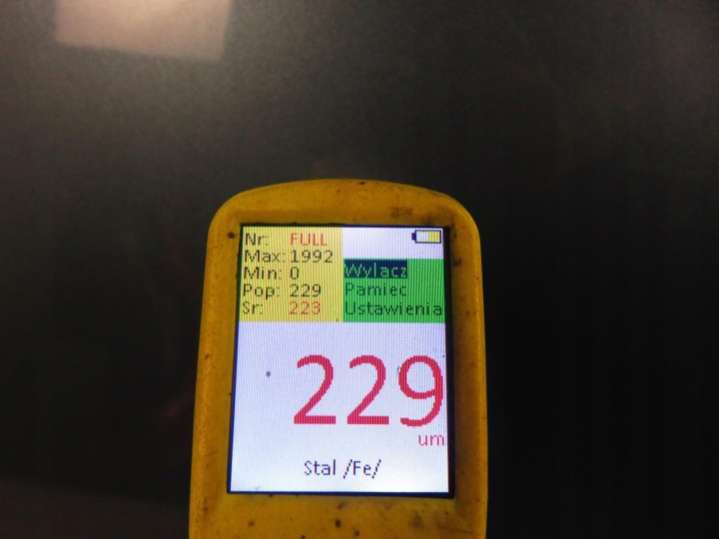 Nr: FULL
Max: 1992
Min: 0
Pop: 229
Sr: 223
Wylacz
Pamiec
Ustawienia
229
um
Stal /Fe/